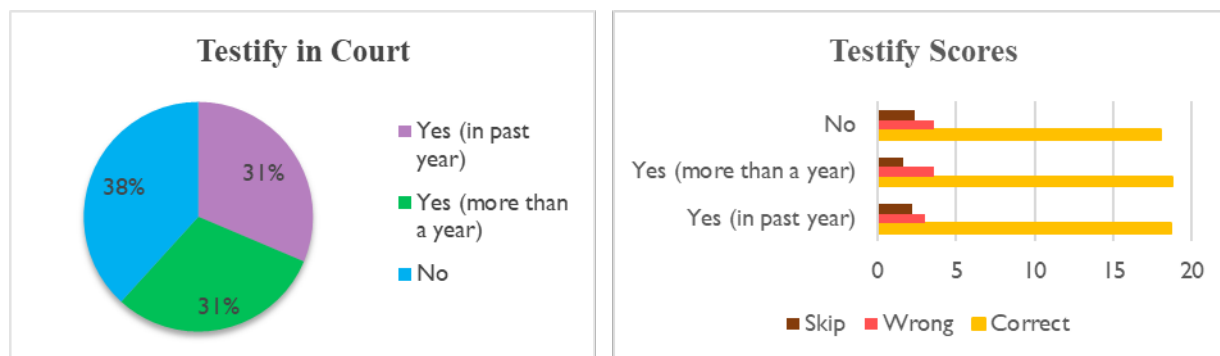 Testify in Court
Yes (in past
year)
31%
38%
Yes (more than
a year)
No
31%
Testify Scores
No
Yes (more than a year)
Yes (in past year)
0 5 10 15 20
Skip Wrong Correct